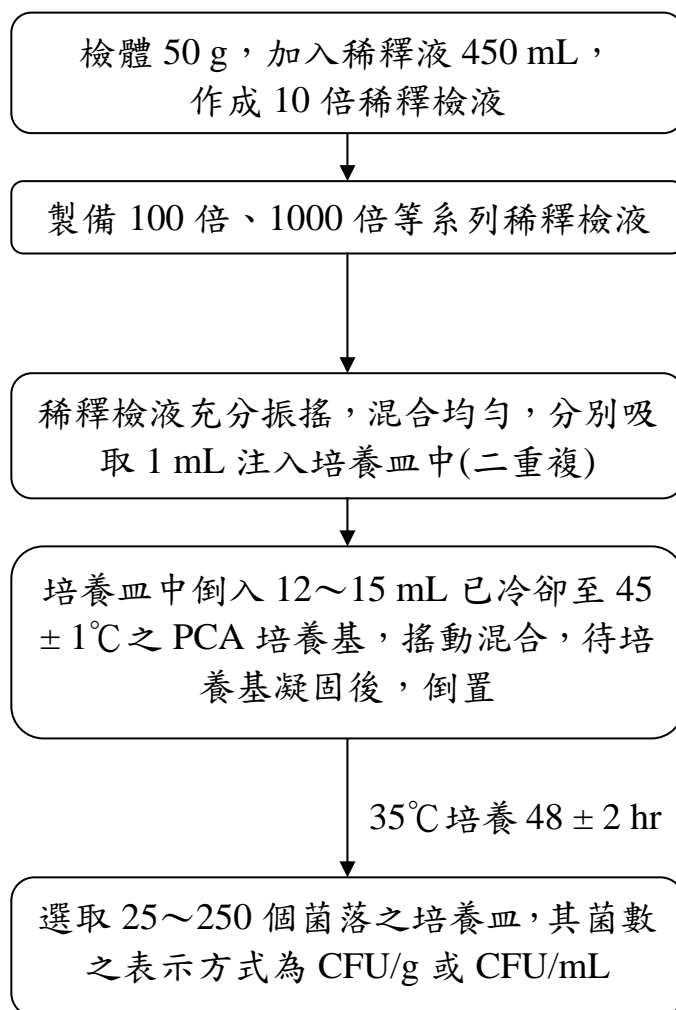 檢體 50 g，加入稀釋液 450 mL，
作成 10 倍稀釋檢液
製備 100 倍、1000 倍等系列稀釋檢液
稀釋檢液充分振搖，混合均勻，分別吸
取 1 mL 注入培養皿中(二重複)
培養皿中倒入 12～15 mL 已冷卻至 45
± 1℃之 PCA 培養基，搖動混合，待培
養基凝固後，倒置
35℃培養 48 ± 2 hr
選取 25～250 個菌落之培養皿，其菌數
之表示方式為 CFU/g 或 CFU/mL